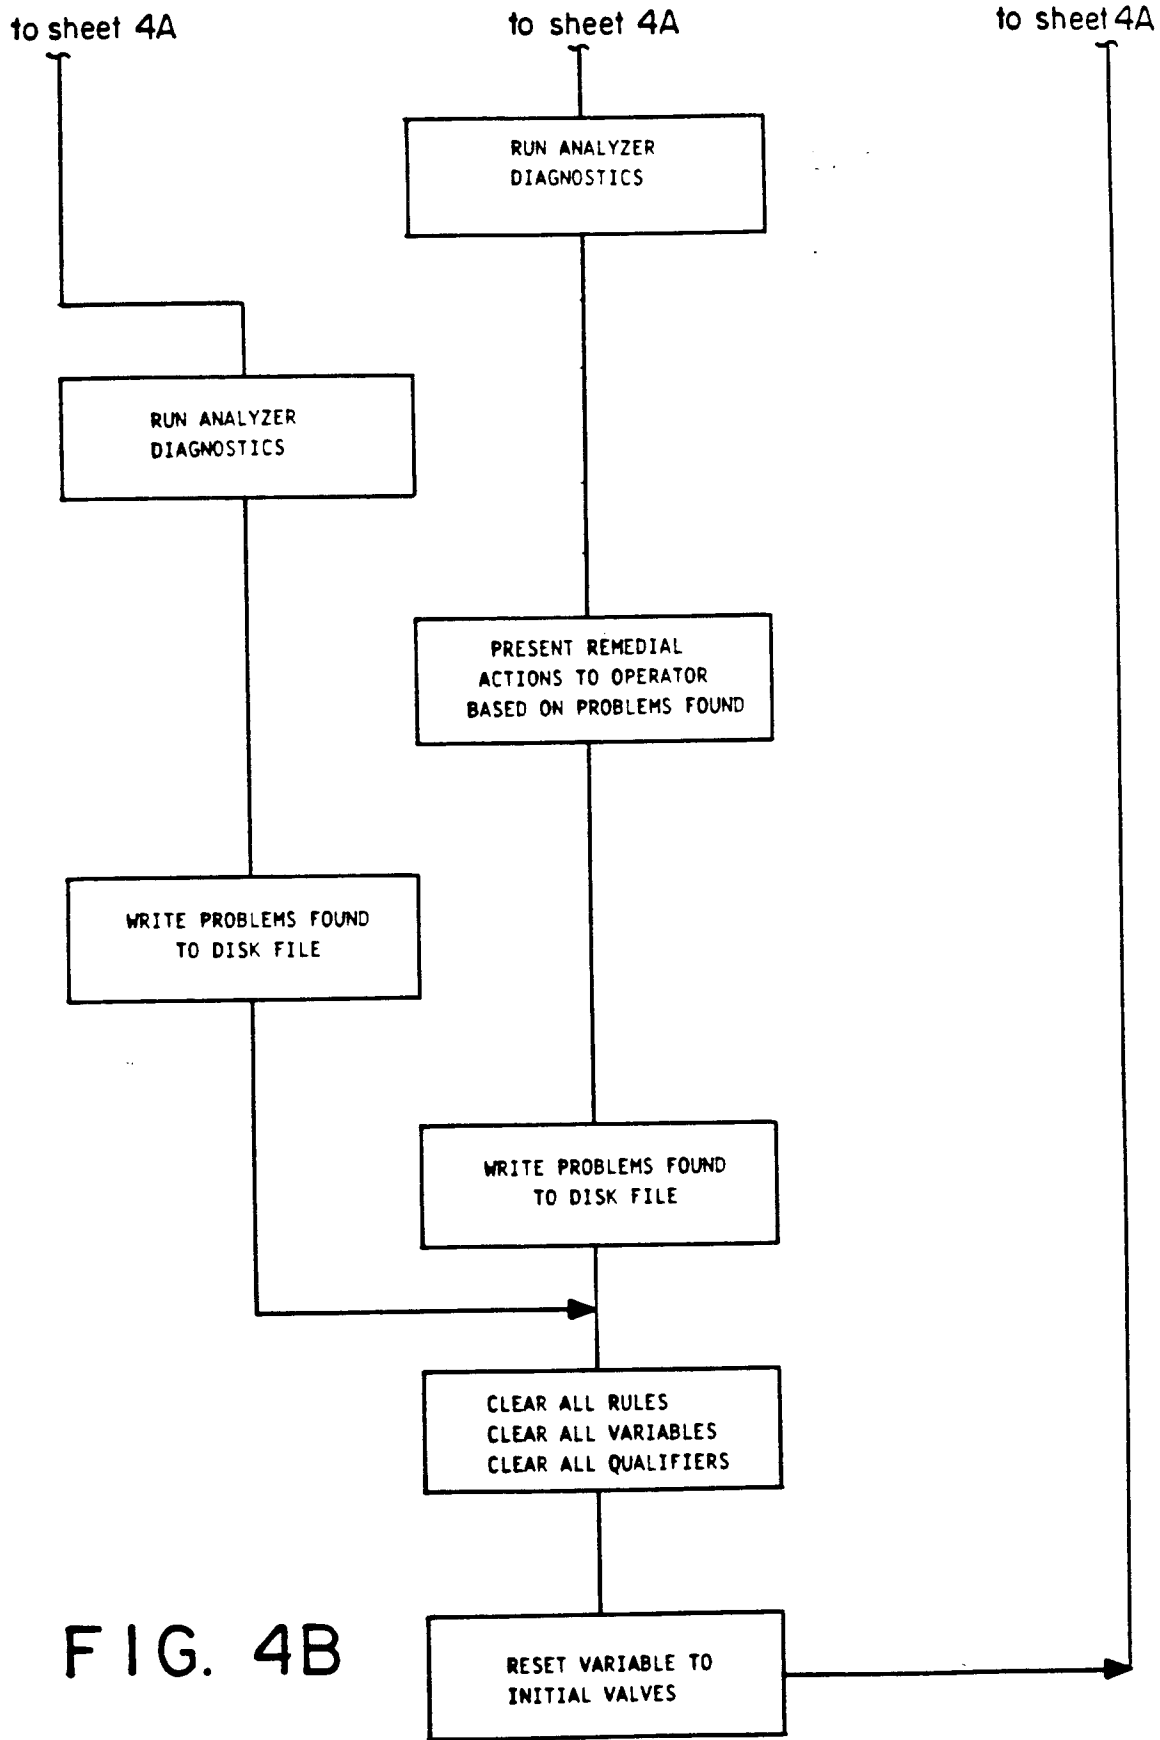 to sheet 4A
to sheet 4A
to sheet 4A
RUN ANALYZER
DIAGNOSTICS
RUN ANALYZER
DIAGNOSTICS
PRESENT REMEDIAL
ACTIONS TO OPERATOR
BASED ON PROBLEMS FOUND
WRITE PROBLEMS FOUND
TO DISK FILE
WRITE PROBLEMS FOUND
TO DISK FILE
CLEAR ALL RULES
CLEAR ALL VARIABLES
CLEAR ALL QUALIFIERS
RESET VARIABLE TO
INITIAL VALVES
FIG. 4B